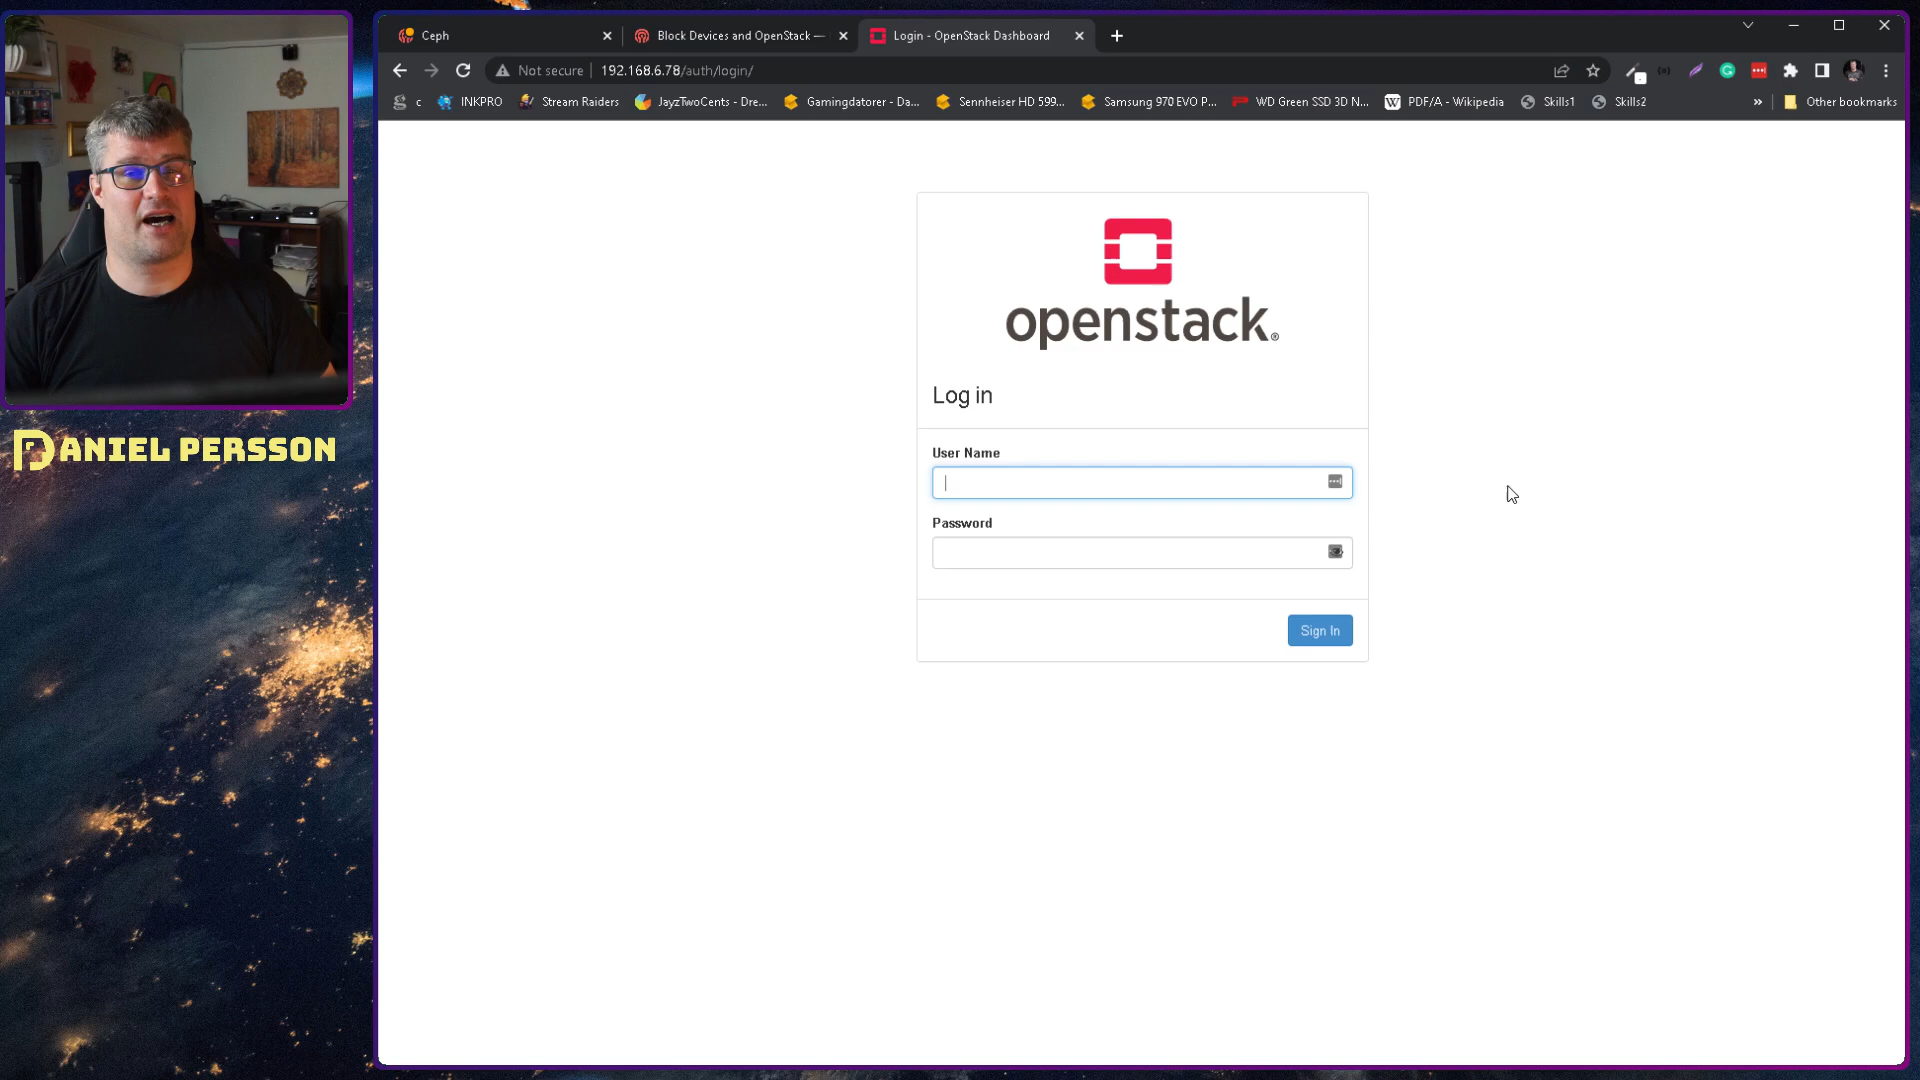 Ceph
Block Devices and OpenStack —
Login - OpenStack Dashboard
Not secure
192.168.6.78/auth/login/
c
INKPRO
Stream Raiders
JayzTwoCents - Dre...
Gamingdatorer - Da...
Sennheiser HD 599...
Samsung 970 EVO P...
WD Green SSD 3D N...
PDF/A - Wikipedia
Skills1
Skills2
»
Other bookmarks
openstack®
Log in
User Name
Password
Sign In
DANIEL PERSSON